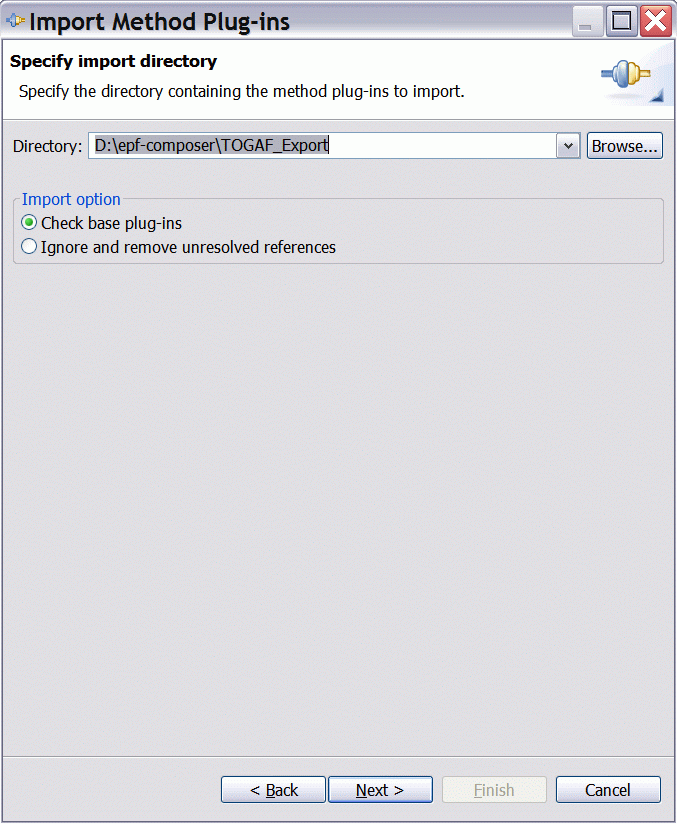 Import Method Plug-ins
Specify import directory
Specify the directory containing the method plug-ins to import.
Directory: D:\epf-composer\TOGAF_Export Browse...
Import option
Check base plug-ins
Ignore and remove unresolved references
< Back Next > Finish Cancel